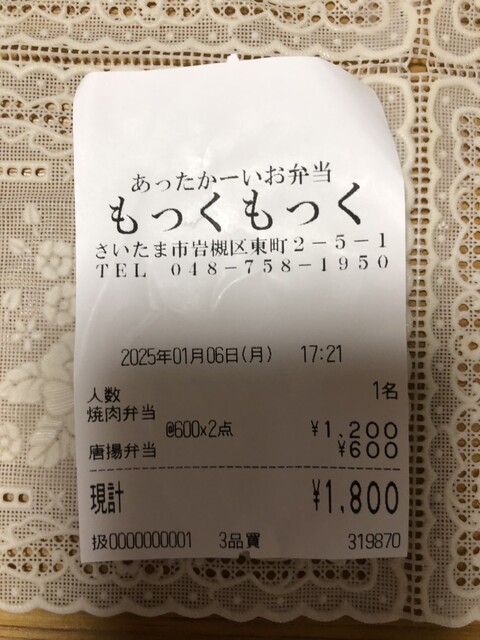 あったかーいお弁当
もっくもっく
さいたま市岩槻区東町2-5-1
TEL 048-758-1950
2025年01月06日(月) 17:21
人数 1名
焼肉弁当
@600x2点 ¥1,200
唐揚弁当 ¥600
現計 ¥1,800
扱0000000001 3品買 319870